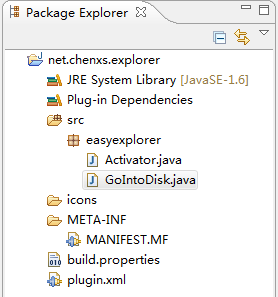 Package Explorer
net.chenxs.explorer
JRE System Library [JavaSE-1.6]
Plug-in Dependencies
src
easyexplorer
Activator.java
GoIntoDisk.java
icons
META-INF
MANIFEST.MF
build.properties
plugin.xml